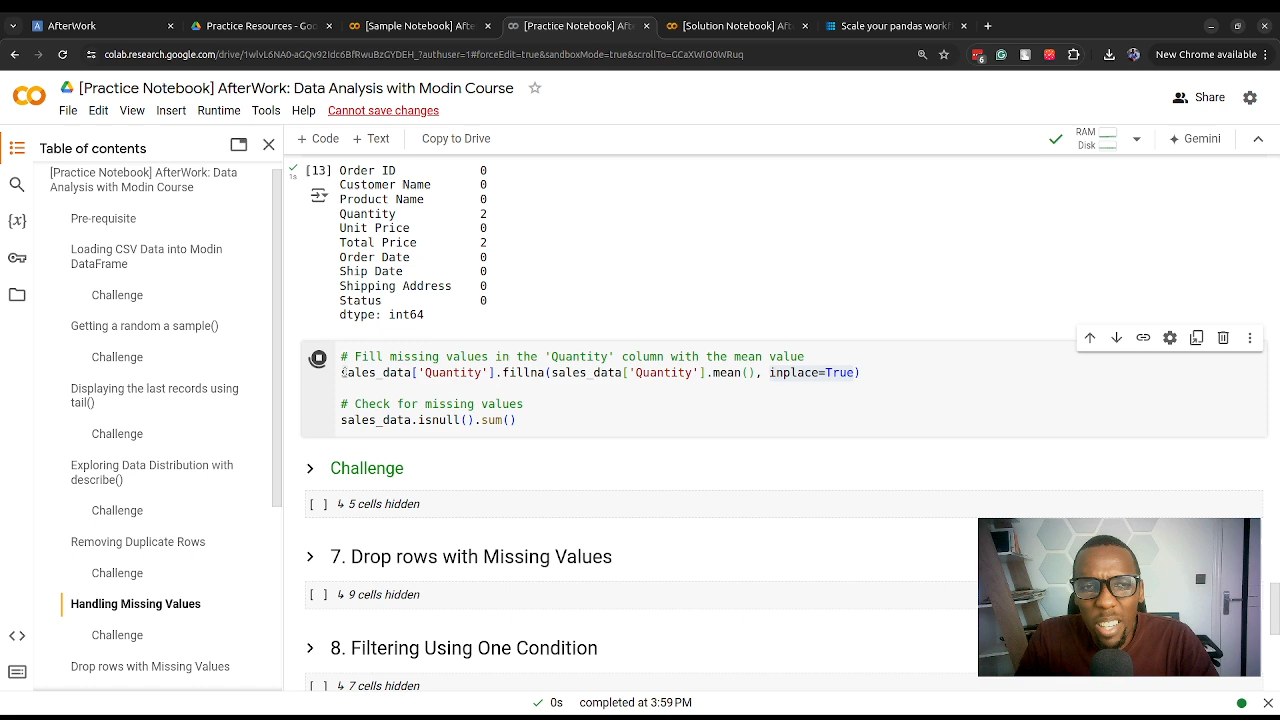 AfterWork
Practice Resources - Goo
[Sample Notebook] Afte
[Practice Notebook] Afte
[Solution Notebook] Afte
Scale your pandas workf
colab.research.google.com/drive/1wIvL6NA0-aGQv92Idc6BfRwuBzGYDEH_?authuser=1#forceEdit=true&sandboxMode=true&scrollTo=GCaXWiO0WRuq
6
New Chrome available
[Practice Notebook] AfterWork: Data Analysis with Modin Course
File Edit View Insert Runtime Tools Help Cannot save changes
Share
Table of contents
+ Code + Text Copy to Drive
RAM
Disk
Gemini
[Practice Notebook] AfterWork: Data
Analysis with Modin Course
Pre-requisite
Loading CSV Data into Modin
DataFrame
Challenge
Getting a random a sample()
Challenge
Displaying the last records using
tail()
Challenge
Exploring Data Distribution with
describe()
Challenge
Removing Duplicate Rows
Challenge
Handling Missing Values
Challenge
Drop rows with Missing Values
{x}
1s
[13] Order ID 0
Customer Name 0
Product Name 0
Quantity 2
Unit Price 0
Total Price 2
Order Date 0
Ship Date 0
Shipping Address 0
Status 0
dtype: int64
# Fill missing values in the 'Quantity' column with the mean value
sales_data['Quantity'].fillna(sales_data['Quantity'].mean(), inplace=True)
# Check for missing values
sales_data.isnull().sum()
Challenge
[ ] ↳ 5 cells hidden
7. Drop rows with Missing Values
[ ] ↳ 9 cells hidden
8. Filtering Using One Condition
[ ] ↳ 7 cells hidden
0s completed at 3:59 PM